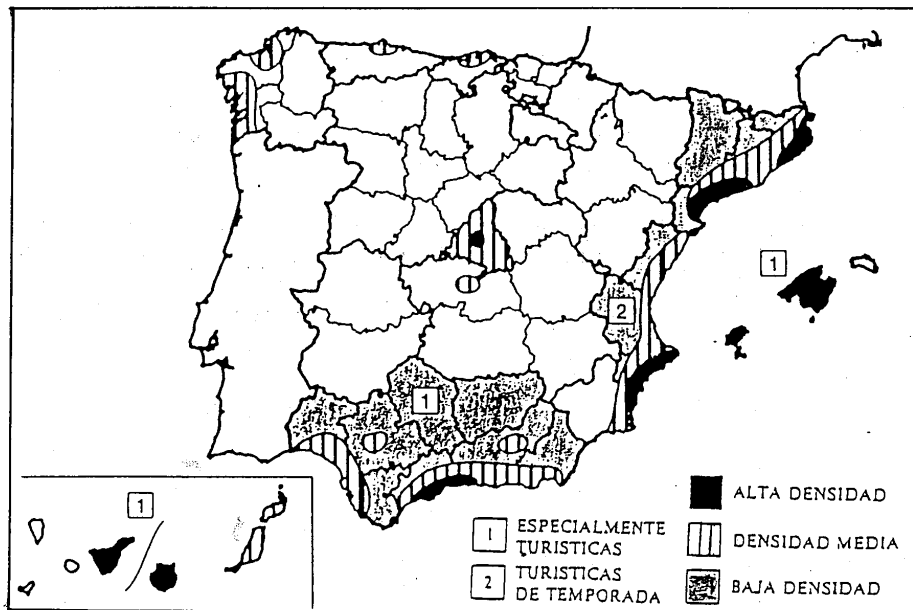 1
2
1
1
1 ESPECIALMENTE
TURISTICAS
2 TURISTICAS
DE TEMPORADA
ALTA DENSIDAD
DENSIDAD MEDIA
BAJA DENSIDAD